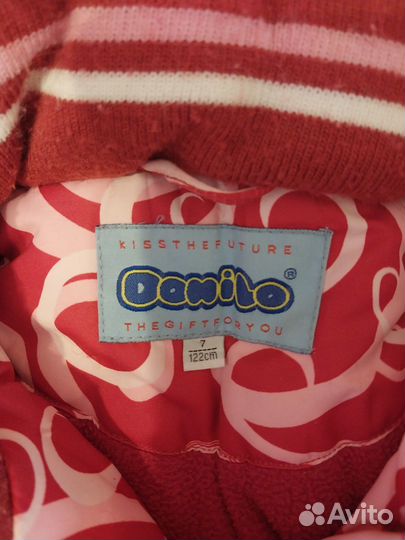 KISSTHEFUTURE
Danilo®
THEGIFTFORYOU
7
122cm
Avito